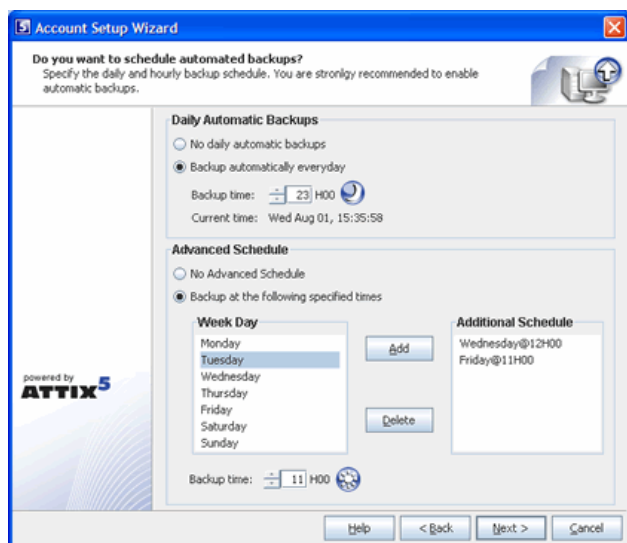 Account Setup Wizard
Do you want to schedule automated backups?
Specify the daily and hourly backup schedule. You are stronlgy recommended to enable
automatic backups.
Daily Automatic Backups
No daily automatic backups
Backup automatically everyday
Backup time: 23 H00
Current time: Wed Aug 01, 15:35:58
Advanced Schedule
No Advanced Schedule
Backup at the following specified times
Week Day
Monday
Tuesday
Wednesday
Thursday
Friday
Saturday
Sunday
Add
Delete
Additional Schedule
Wednesday@12H00
Friday@11H00
Backup time: 11 H00
powered by
ATTIX5
Help
< Back
Next >
Cancel